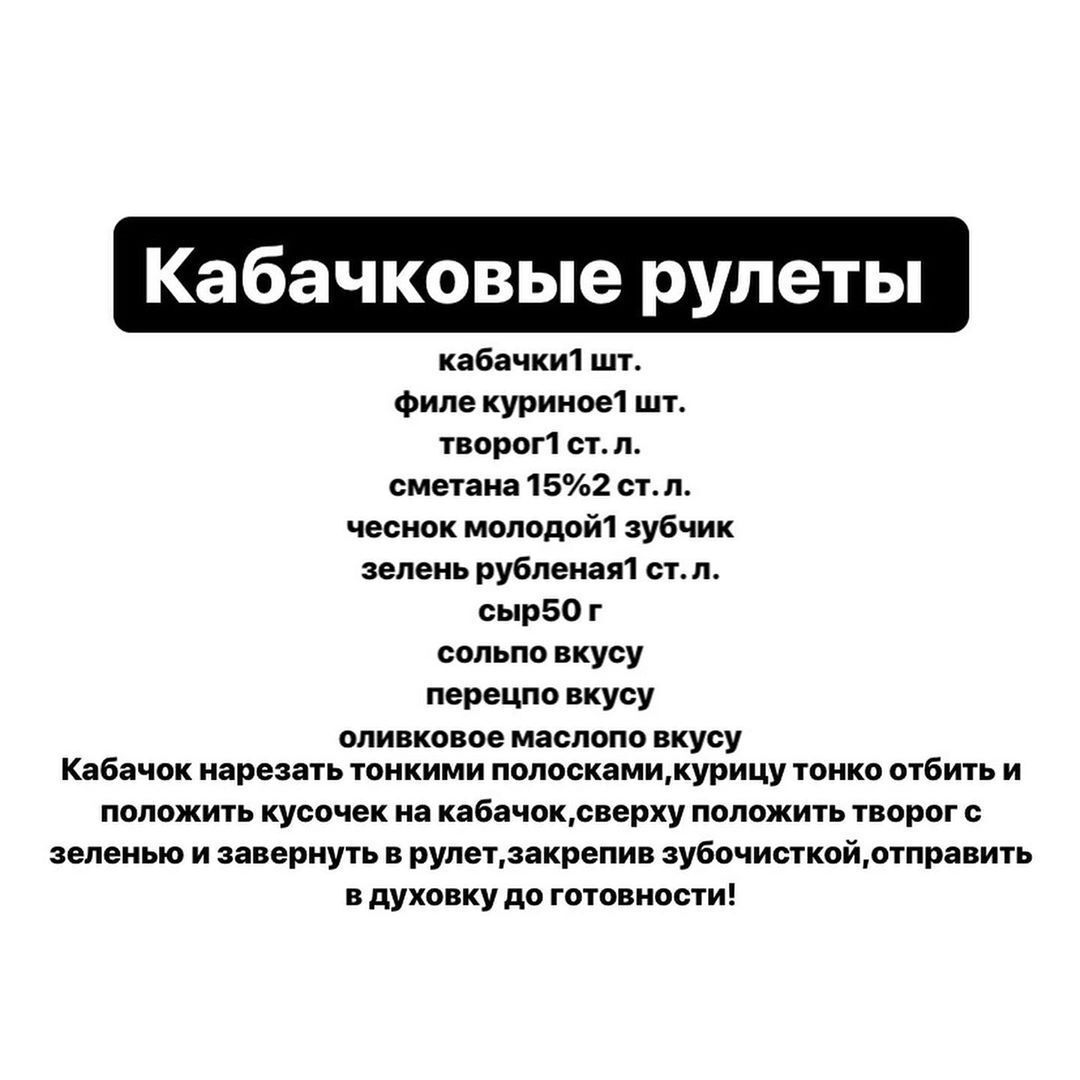 Кабачковые рулеты
кабачки1 шт.
филе куриное1 шт.
творог1 ст. л.
сметана 15%2 ст. л.
чеснок молодой1 зубчик
зелень рубленая1 ст. л.
сыр50 г
сольпо вкусу
перецпо вкусу
оливковое маслопо вкусу
Кабачок нарезать тонкими полосками,курицу тонко отбить и
положить кусочек на кабачок,сверху положить творог с
зеленью и завернуть в рулет,закрепив зубочисткой,отправить
в духовку до готовности!